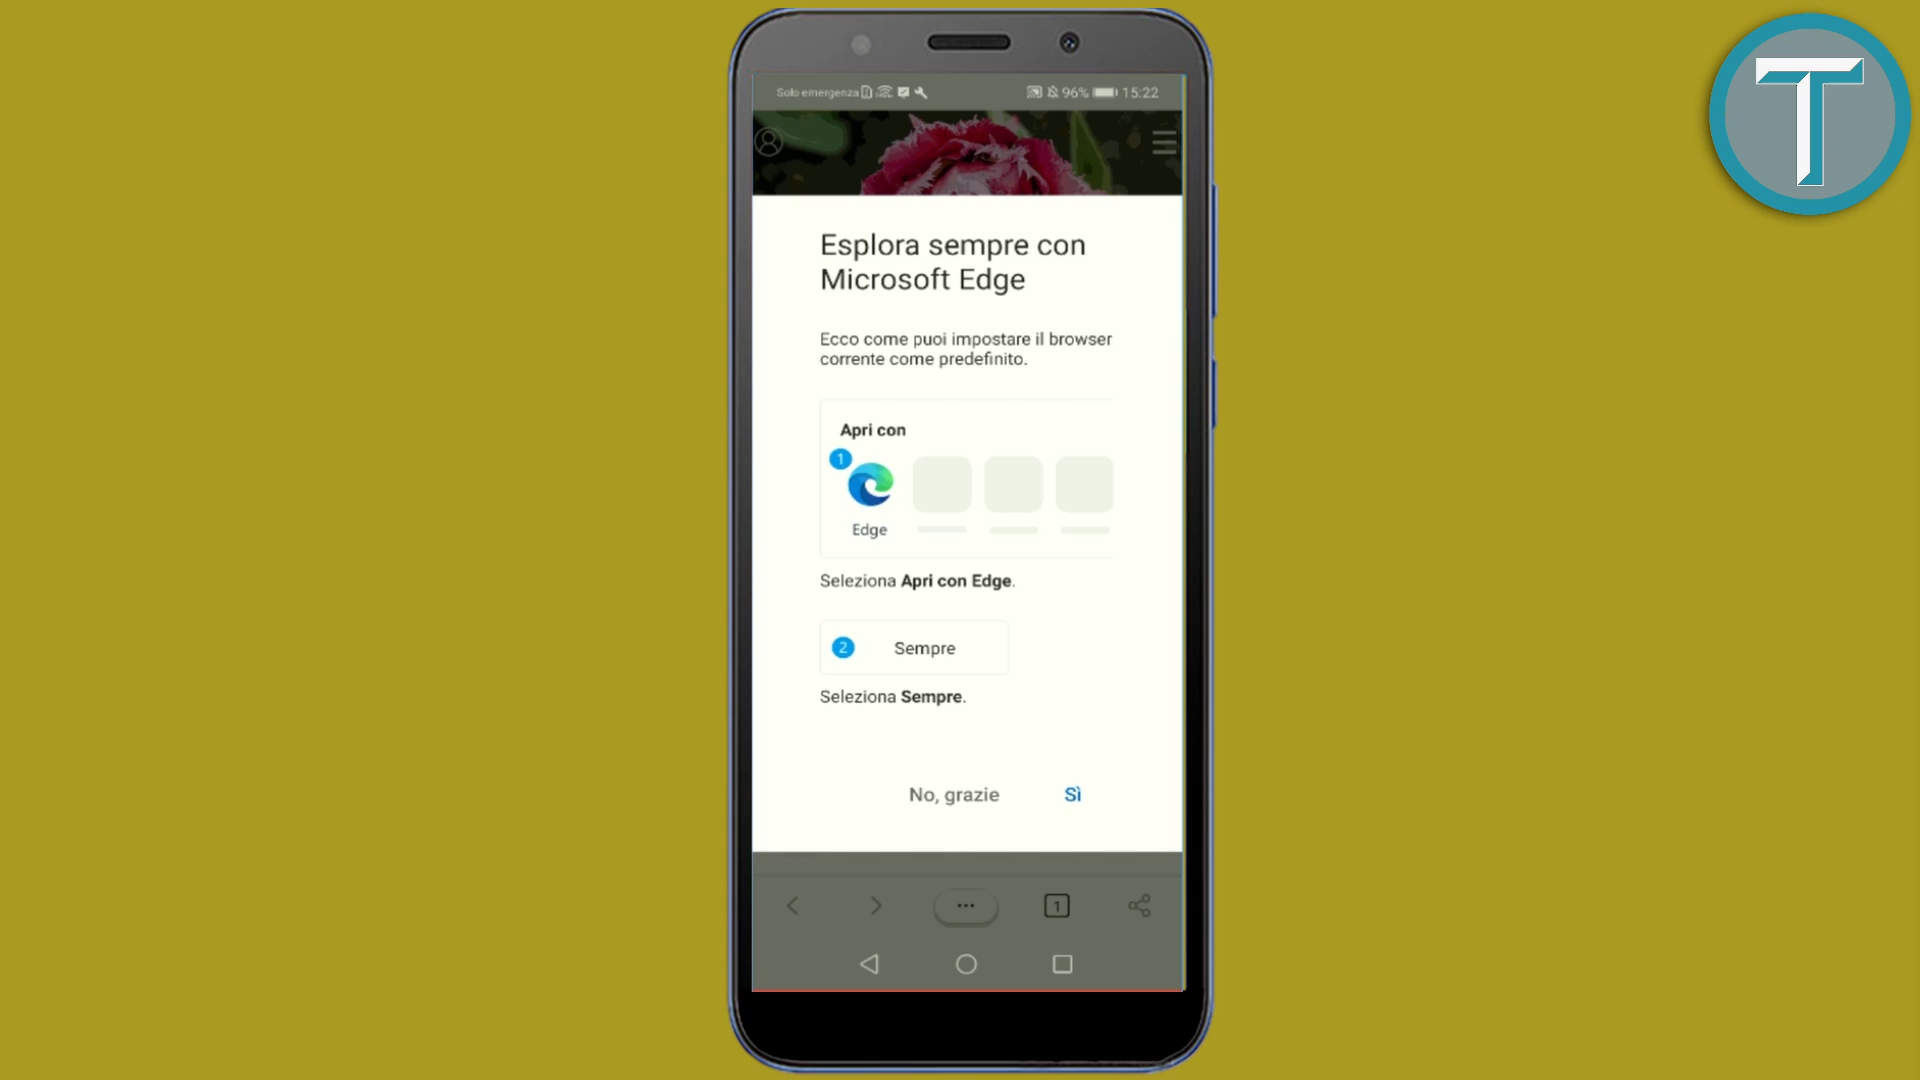 Solo emergenza 96% 15:22
T
Esplora sempre con
Microsoft Edge
Ecco come puoi impostare il browser
corrente come predefinito.
Apri con
1
Edge
Seleziona Apri con Edge.
2 Sempre
Seleziona Sempre.
No, grazie Sì
1